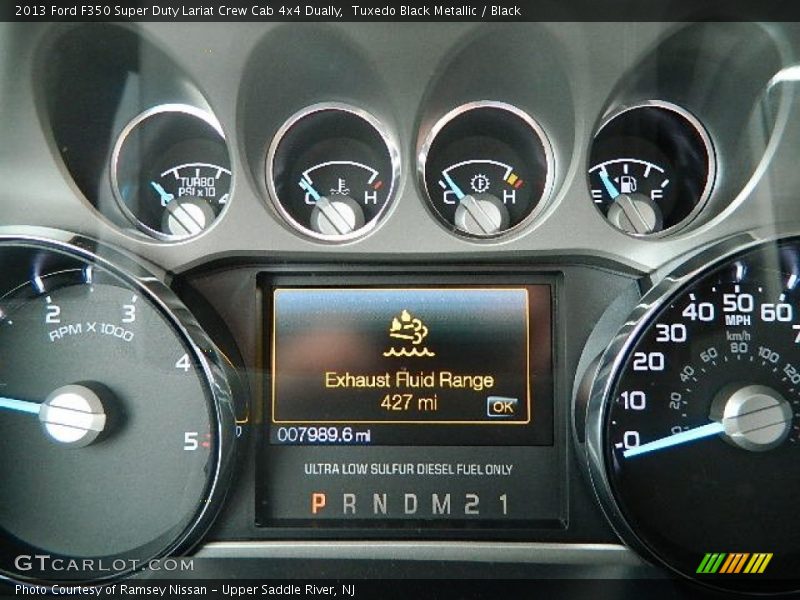 2013 Ford F350 Super Duty Lariat Crew Cab 4x4 Dually,  Tuxedo Black Metallic / Black
TURBO
PSI x 10
0 4
C H
C H
E F
2 3
RPM X 1000
4
5
Exhaust Fluid Range
427 mi
OK
007989.6 mi
ULTRA LOW SULFUR DIESEL FUEL ONLY
P R N D M 2 1
0 10 20 30 40 50 60 7
MPH
km/h
20 40 60 80 100 120
GTCARLOT.COM
Photo Courtesy of Ramsey Nissan - Upper Saddle River, NJ